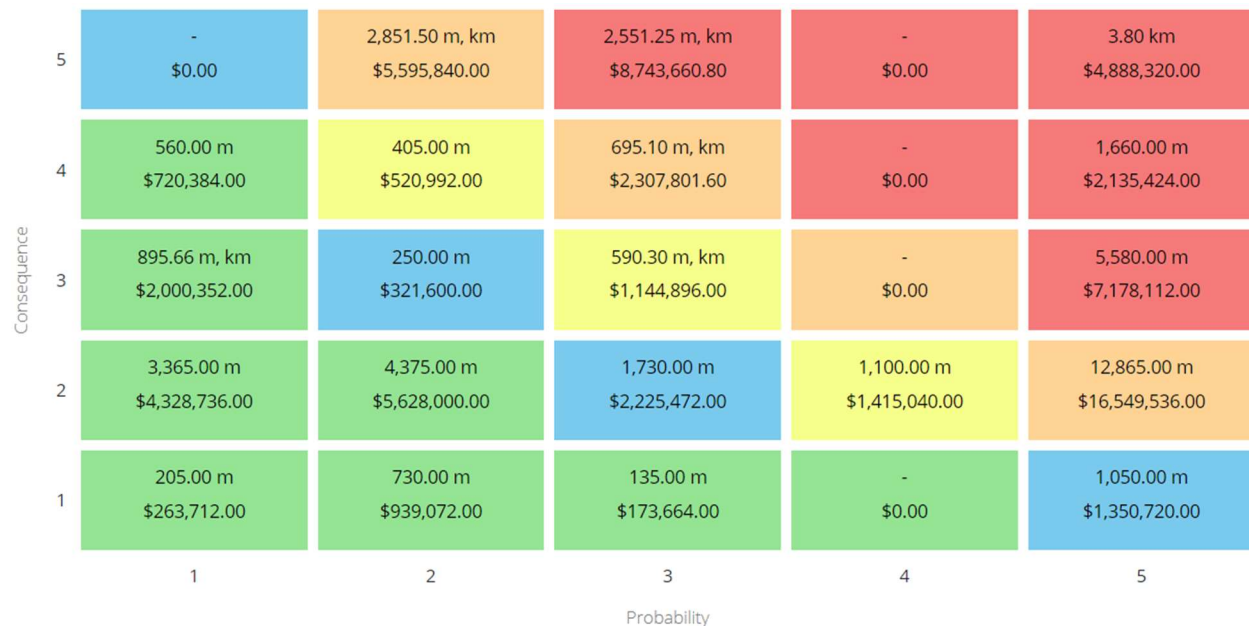 5
-
$0.00
2,851.50 m, km
$5,595,840.00
2,551.25 m, km
$8,743,660.80
-
$0.00
3.80 km
$4,888,320.00
4
560.00 m
$720,384.00
405.00 m
$520,992.00
695.10 m, km
$2,307,801.60
-
$0.00
1,660.00 m
$2,135,424.00
Consequence
3
895.66 m, km
$2,000,352.00
250.00 m
$321,600.00
590.30 m, km
$1,144,896.00
-
$0.00
5,580.00 m
$7,178,112.00
2
3,365.00 m
$4,328,736.00
4,375.00 m
$5,628,000.00
1,730.00 m
$2,225,472.00
1,100.00 m
$1,415,040.00
12,865.00 m
$16,549,536.00
1
205.00 m
$263,712.00
730.00 m
$939,072.00
135.00 m
$173,664.00
-
$0.00
1,050.00 m
$1,350,720.00
1
2
3
4
5
Probability